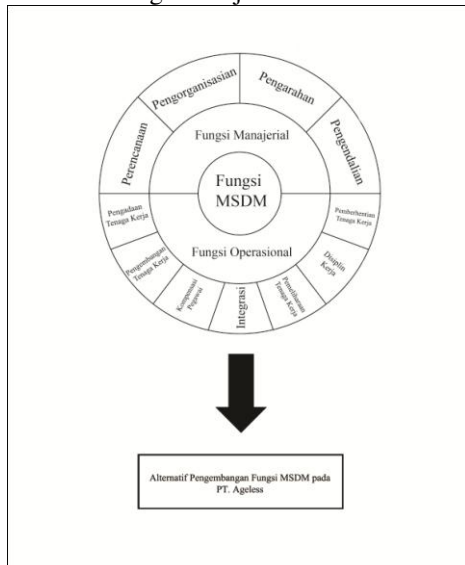 Pengorganisasian
Pengarahan
Perencanaan
Pengendalian
Fungsi Manajerial
Fungsi
MSDM
Fungsi Operasional
Pengadaan
Tenaga Kerja
Pengembangan
Tenaga Kerja
Kompensasi
Pegawai
Integrasi
Pemeliharaan
Tenaga Kerja
Disiplin
Kerja
Pemberhentian
Tenaga Kerja
Alternatif Pengembangan Fungsi MSDM pada
PT. Ageless